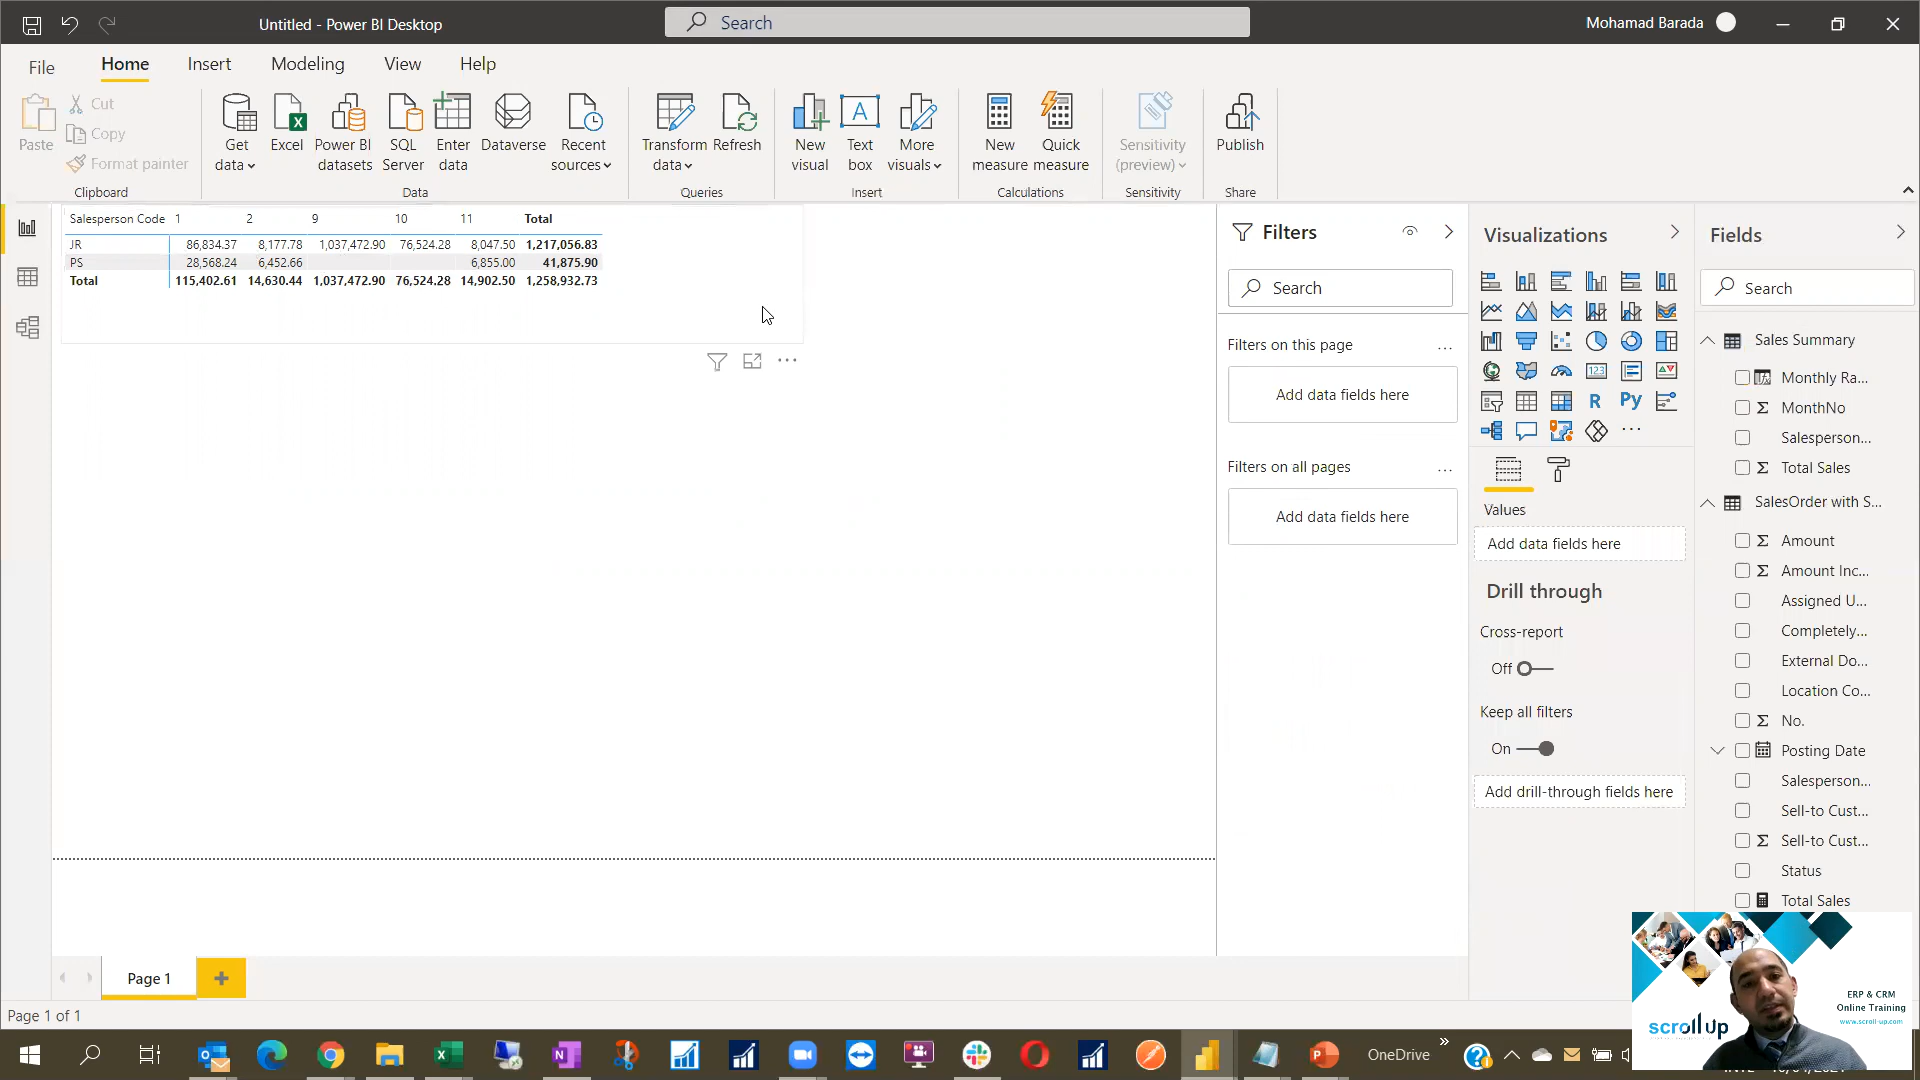 Untitled - Power BI Desktop
Search
Mohamad Barada
File
Home
Insert
Modeling
View
Help
Paste
Cut
Copy
Format painter
Clipboard
Get data
Excel
Power BI datasets
SQL Server
Enter data
Dataverse
Recent sources
Data
Transform data
Refresh
Queries
New visual
Text box
More visuals
Insert
New measure
Quick measure
Calculations
Sensitivity (preview)
Sensitivity
Publish
Share
Salesperson Code 1 2 9 10 11 Total
JR 86,834.37 8,177.78 1,037,472.90 76,524.28 8,047.50 1,217,056.83
PS 28,568.24 6,452.66 6,855.00 41,875.90
Total 115,402.61 14,630.44 1,037,472.90 76,524.28 14,902.50 1,258,932.73
Filters
Search
Filters on this page
Add data fields here
Filters on all pages
Add data fields here
Visualizations
123
R
Py
Values
Add data fields here
Drill through
Cross-report
Off
Keep all filters
On
Add drill-through fields here
Fields
Search
Sales Summary
Monthly Ra...
MonthNo
Salesperson...
Total Sales
SalesOrder with S...
Amount
Amount Inc...
Assigned U...
Completely...
External Do...
Location Co...
No.
Posting Date
Salesperson...
Sell-to Cust...
Sell-to Cust...
Status
Total Sales
Page 1
Page 1 of 1
ERP & CRM
Online Training
www.scroll-up.com
scroll up
OneDrive